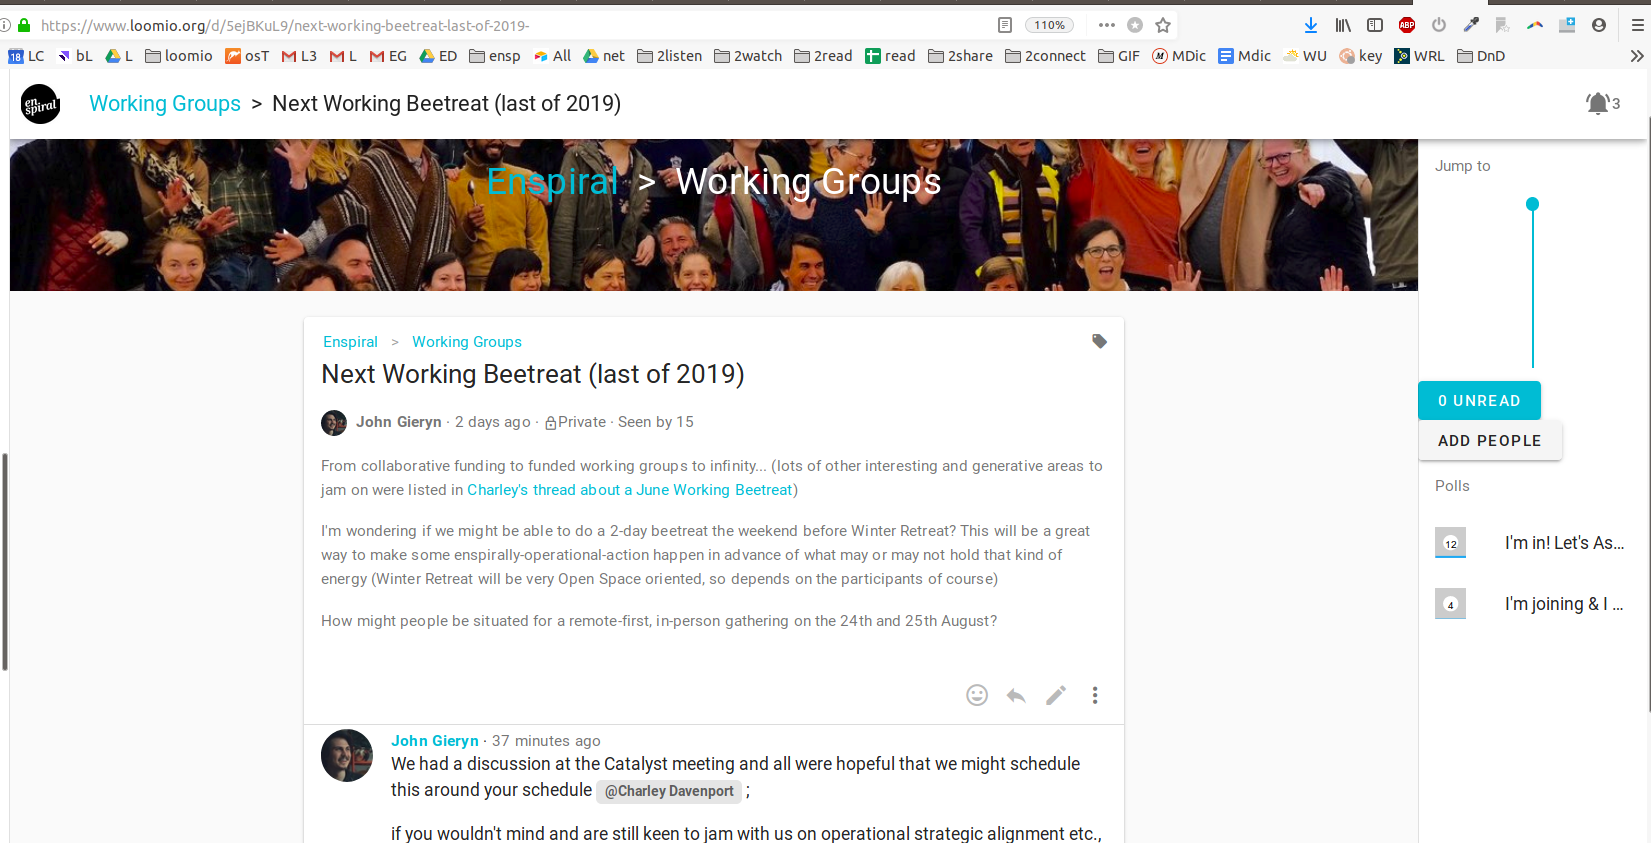 https://www.loomio.org/d/5ejBKuL9/next-working-beetreat-last-of-2019-
110%
ABP
18 LC bL L loomio osT L3 L EG ED ensp All net 2listen 2watch 2read read 2share 2connect GIF MDic Mdic WU key WRL DnD
enspiral
Working Groups > Next Working Beetreat (last of 2019)
3
Enspiral > Working Groups
Jump to
0 UNREAD
ADD PEOPLE
Polls
12 I'm in! Let's As...
4 I'm joining & I ...
Enspiral > Working Groups
Next Working Beetreat (last of 2019)
John Gieryn · 2 days ago · Private · Seen by 15
From collaborative funding to funded working groups to infinity... (lots of other interesting and generative areas to
jam on were listed in Charley's thread about a June Working Beetreat)
I'm wondering if we might be able to do a 2-day beetreat the weekend before Winter Retreat? This will be a great
way to make some enspirally-operational-action happen in advance of what may or may not hold that kind of
energy (Winter Retreat will be very Open Space oriented, so depends on the participants of course)
How might people be situated for a remote-first, in-person gathering on the 24th and 25th August?
John Gieryn · 37 minutes ago
We had a discussion at the Catalyst meeting and all were hopeful that we might schedule
this around your schedule @Charley Davenport ;
if you wouldn't mind and are still keen to jam with us on operational strategic alignment etc.,